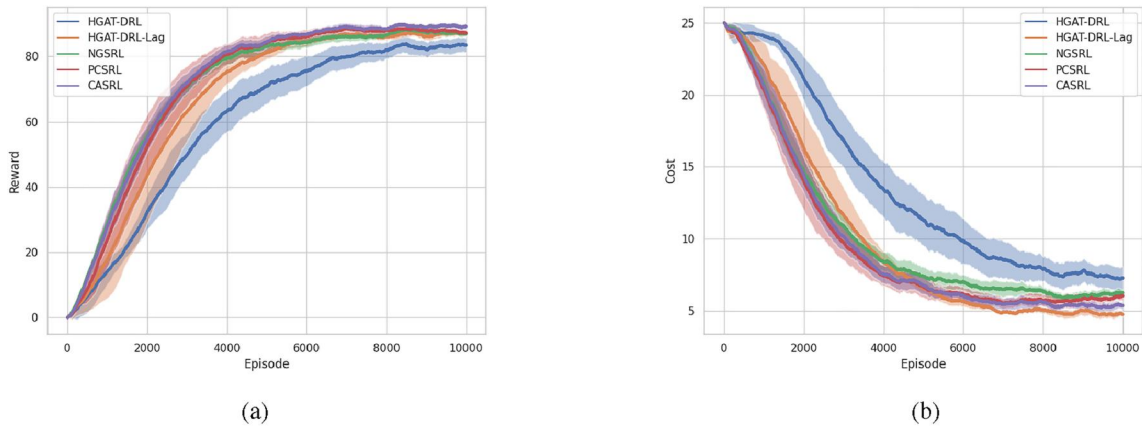 HGAT-DRL
HGAT-DRL-Lag
NGSRL
PCSRL
CASRL
80
60
40
20
0
Reward
0 2000 4000 6000 8000 10000
Episode
(a)
HGAT-DRL
HGAT-DRL-Lag
NGSRL
PCSRL
CASRL
25
20
15
10
5
Cost
0 2000 4000 6000 8000 10000
Episode
(b)